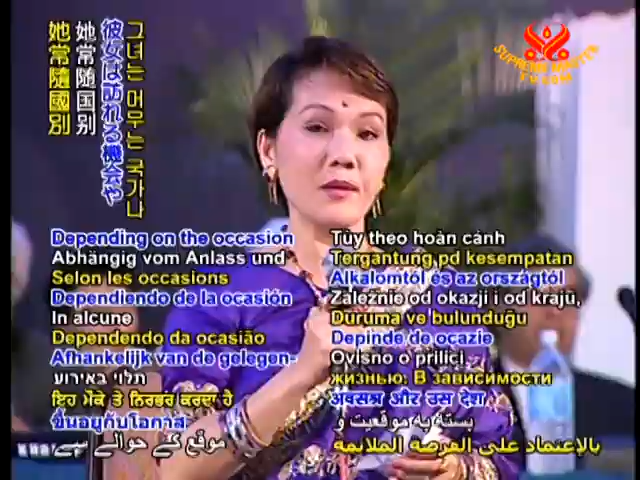 그녀는 머무는 국가나
彼女は訪れる機会や
她常随国别
她常隨國別
SUPREME MASTER
TV.COM
Depending on the occasion
Abhängig vom Anlass und
Selon les occasions
Dependiendo de la ocasión
In alcune
Dependendo da ocasião
Afhankelijk van de gelegen-
תלוי באירוע
ਇਹ ਮੌਕੇ ਤੇ ਨਿਰਭਰ ਕਰਦਾ ਹੈ
ขึ้นอยู่กับโอกาส
موقع کے حوالے سے
Tùy theo hoàn cảnh
Tergantung pd kesempatan
Alkalomtól és az országtól
Zależnie od okazji i od kraju,
Duruma ve bulunduğu
Depinde de ocazie
Ovisno o prilici,
жизнью: В зависимости
अवसर और उस देश
بسته به موقعیت و
بالإعتماد على الفرصة الملائمة